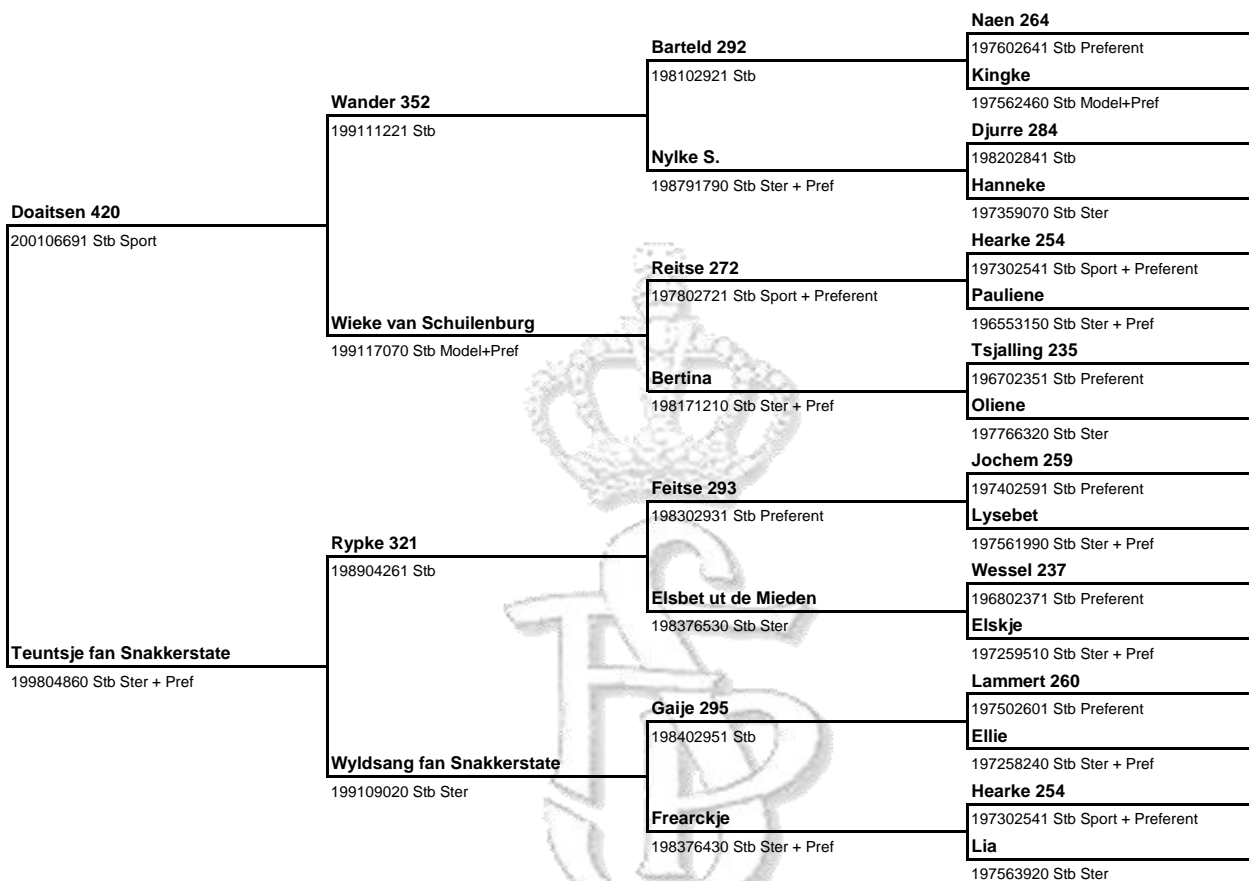 Naen 264
Barteld 292
197602641 Stb Preferent
198102921 Stb
Kingke
Wander 352
197562460 Stb Model+Pref
199111221 Stb
Djurre 284
Nylke S.
198202841 Stb
198791790 Stb Ster + Pref
Hanneke
Doaitsen 420
197359070 Stb Ster
200106691 Stb Sport
Hearke 254
Reitse 272
197302541 Stb Sport + Preferent
197802721 Stb Sport + Preferent
Pauliene
Wieke van Schuilenburg
196553150 Stb Ster + Pref
199117070 Stb Model+Pref
Tsjalling 235
Bertina
196702351 Stb Preferent
198171210 Stb Ster + Pref
Oliene
197766320 Stb Ster
Jochem 259
Feitse 293
197402591 Stb Preferent
198302931 Stb Preferent
Lysebet
Rypke 321
197561990 Stb Ster + Pref
198904261 Stb
Wessel 237
Elsbet ut de Mieden
196802371 Stb Preferent
198376530 Stb Ster
Elskje
Teuntsje fan Snakkerstate
197259510 Stb Ster + Pref
199804860 Stb Ster + Pref
Lammert 260
Gaije 295
197502601 Stb Preferent
198402951 Stb
Ellie
Wyldsang fan Snakkerstate
197258240 Stb Ster + Pref
199109020 Stb Ster
Hearke 254
Frearckje
197302541 Stb Sport + Preferent
198376430 Stb Ster + Pref
Lia
197563920 Stb Ster